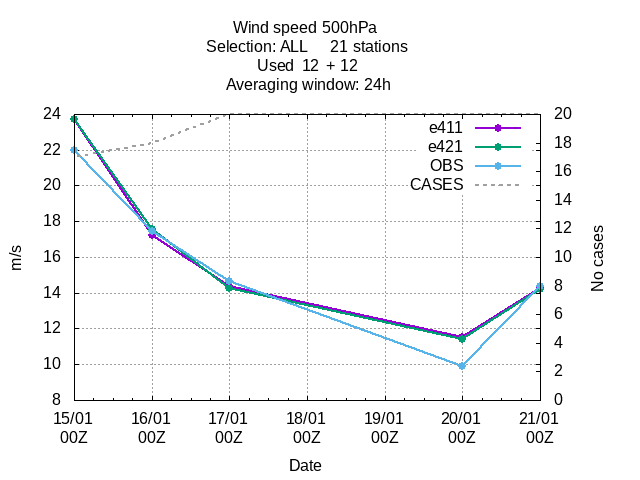 Wind speed 500hPa
Selection: ALL     21 stations
Used  12  + 12
Averaging window: 24h
24
22
20
18
16
14
12
10
8
m/s
20
18
16
14
12
10
8
6
4
2
0
No cases
e411
e421
OBS
CASES
15/01 16/01 17/01 18/01 19/01 20/01 21/01
00Z 00Z 00Z 00Z 00Z 00Z 00Z
Date